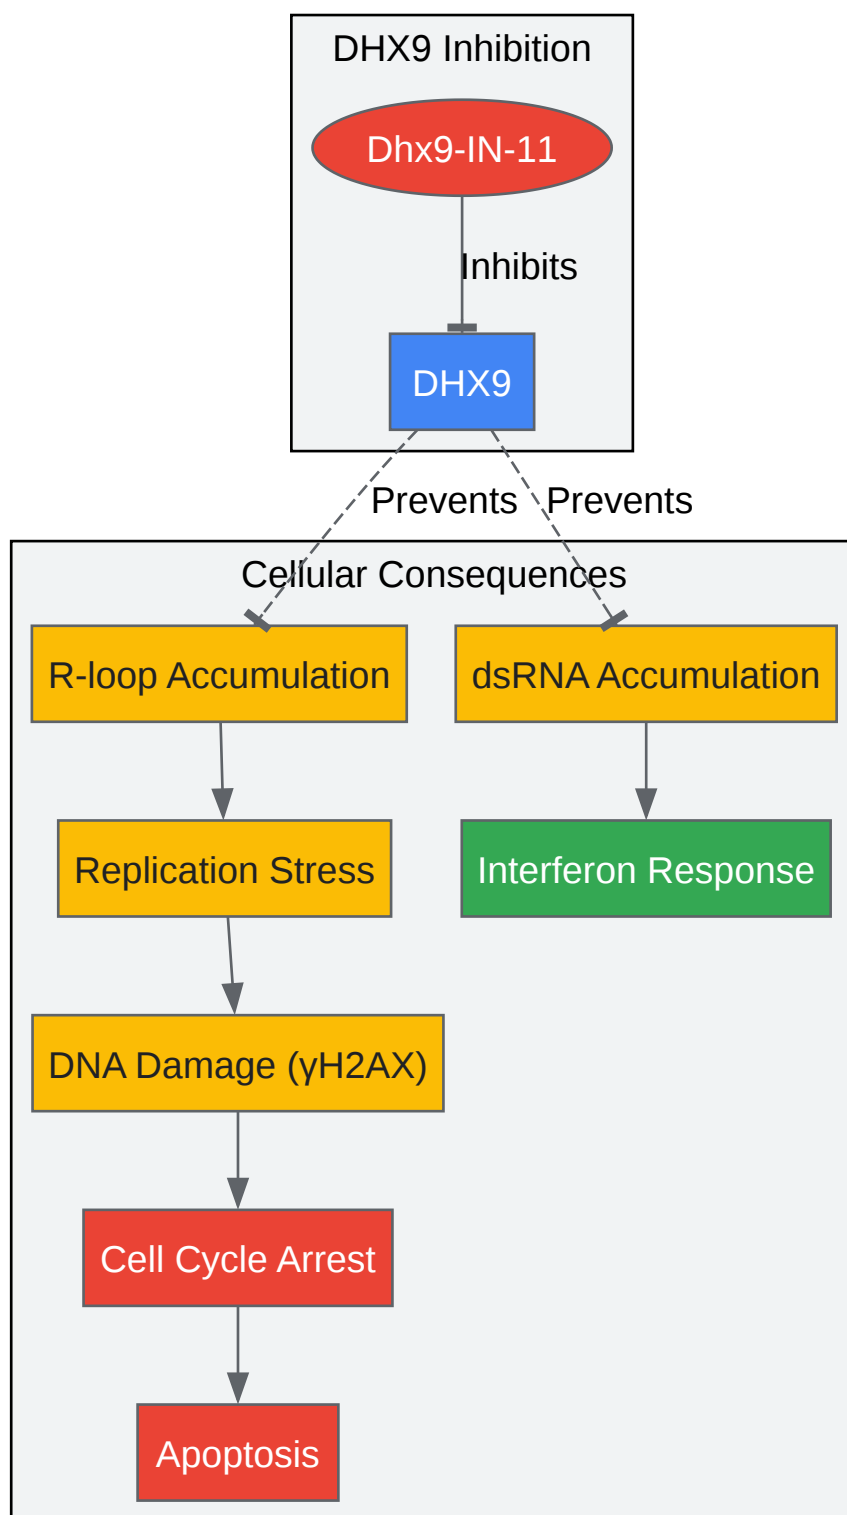 DHX9 Inhibition
Dhx9-IN-11
Inhibits
DHX9
Prevents
Prevents
Cellular Consequences
R-loop Accumulation
dsRNA Accumulation
Replication Stress
Interferon Response
DNA Damage (γH2AX)
Cell Cycle Arrest
Apoptosis